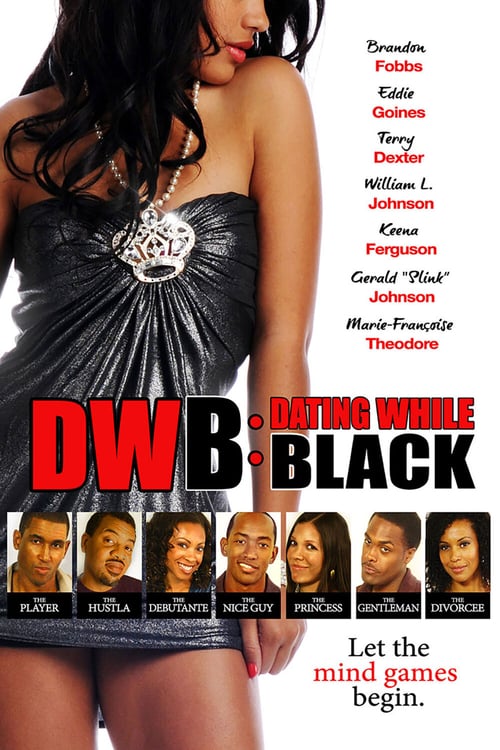 Brandon
Fobbs
Eddie
Goines
Terry
Dexter
William L.
Johnson
Keena
Ferguson
Gerald "Slink"
Johnson
Marie-Françoise
Theodore
DWB: DATING WHILE
BLACK
THE
PLAYER
THE
HUSTLA
THE
DEBUTANTE
THE
NICE GUY
THE
PRINCESS
THE
GENTLEMAN
THE
DIVORCEE
Let the
mind games
begin.